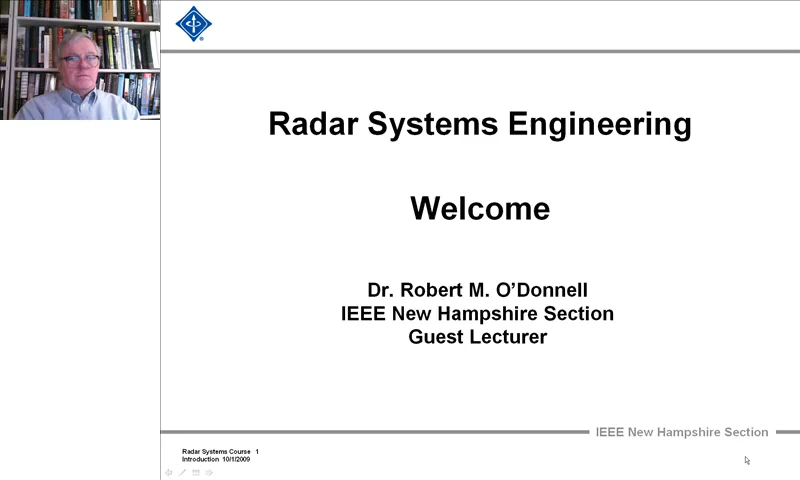 Radar Systems Engineering
Welcome
Dr. Robert M. O'Donnell
IEEE New Hampshire Section
Guest Lecturer
IEEE New Hampshire Section
Radar Systems Course 1
Introduction 10/1/2009